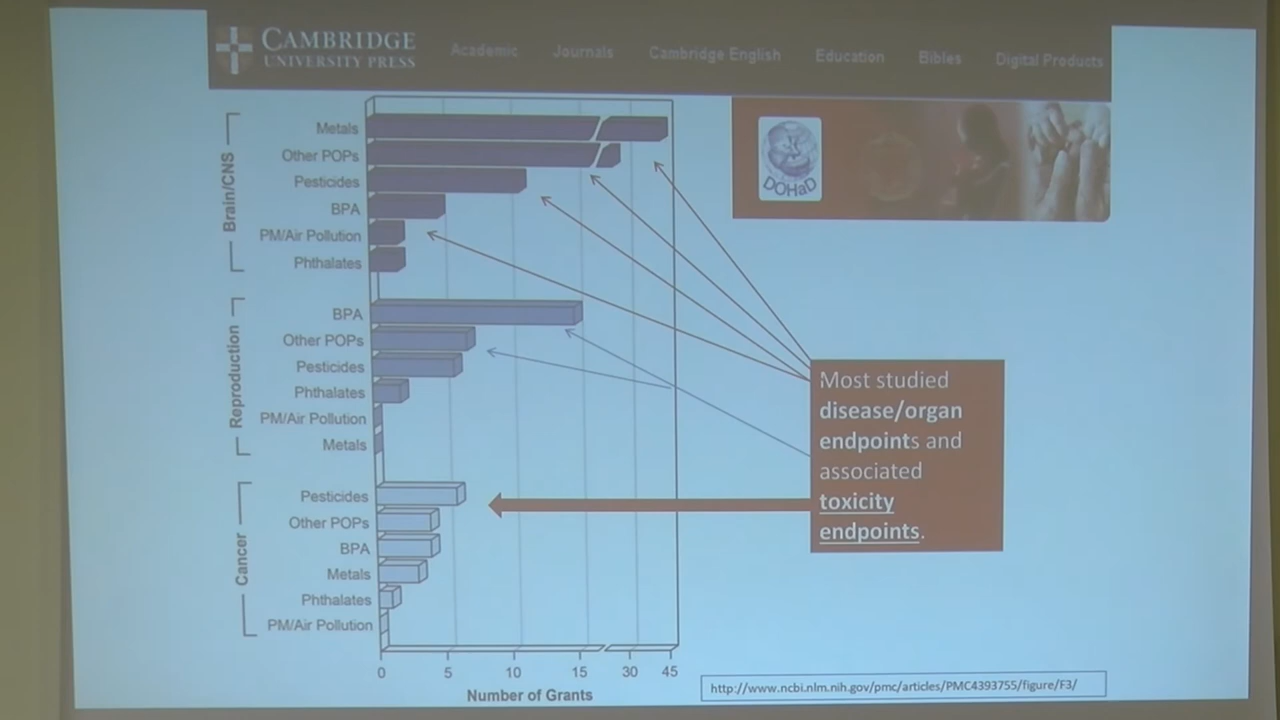 CAMBRIDGE
UNIVERSITY PRESS
Academic Journals Cambridge English Education Bibles Digital Products
DOHaD
Brain/CNS
Metals
Other POPs
Pesticides
BPA
PM/Air Pollution
Phthalates
Reproduction
BPA
Other POPs
Pesticides
Phthalates
PM/Air Pollution
Metals
Cancer
Pesticides
Other POPs
BPA
Metals
Phthalates
PM/Air Pollution
0 5 10 15 30 45
Number of Grants
Most studied
disease/organ
endpoints and
associated
toxicity
endpoints.
http://www.ncbi.nlm.nih.gov/pmc/articles/PMC4393755/figure/F3/